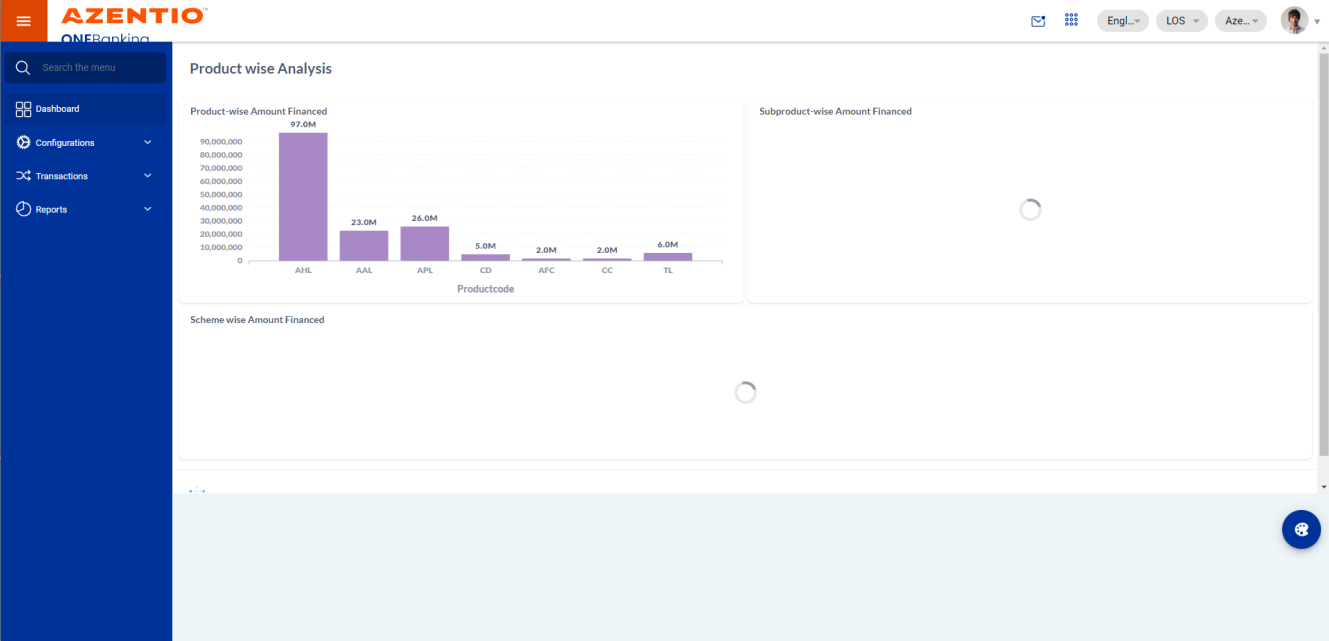 AZENTIO™
ONEBanking
Engl...
LOS
Aze...
Search the menu
Dashboard
Configurations
Transactions
Reports
Product wise Analysis
Product-wise Amount Financed
97.0M
90,000,000
80,000,000
70,000,000
60,000,000
50,000,000
40,000,000
30,000,000
20,000,000
10,000,000
0
23.0M
26.0M
5.0M
2.0M
2.0M
6.0M
AHL AAL APL CD AFC CC TL
Productcode
Subproduct-wise Amount Financed
Scheme wise Amount Financed